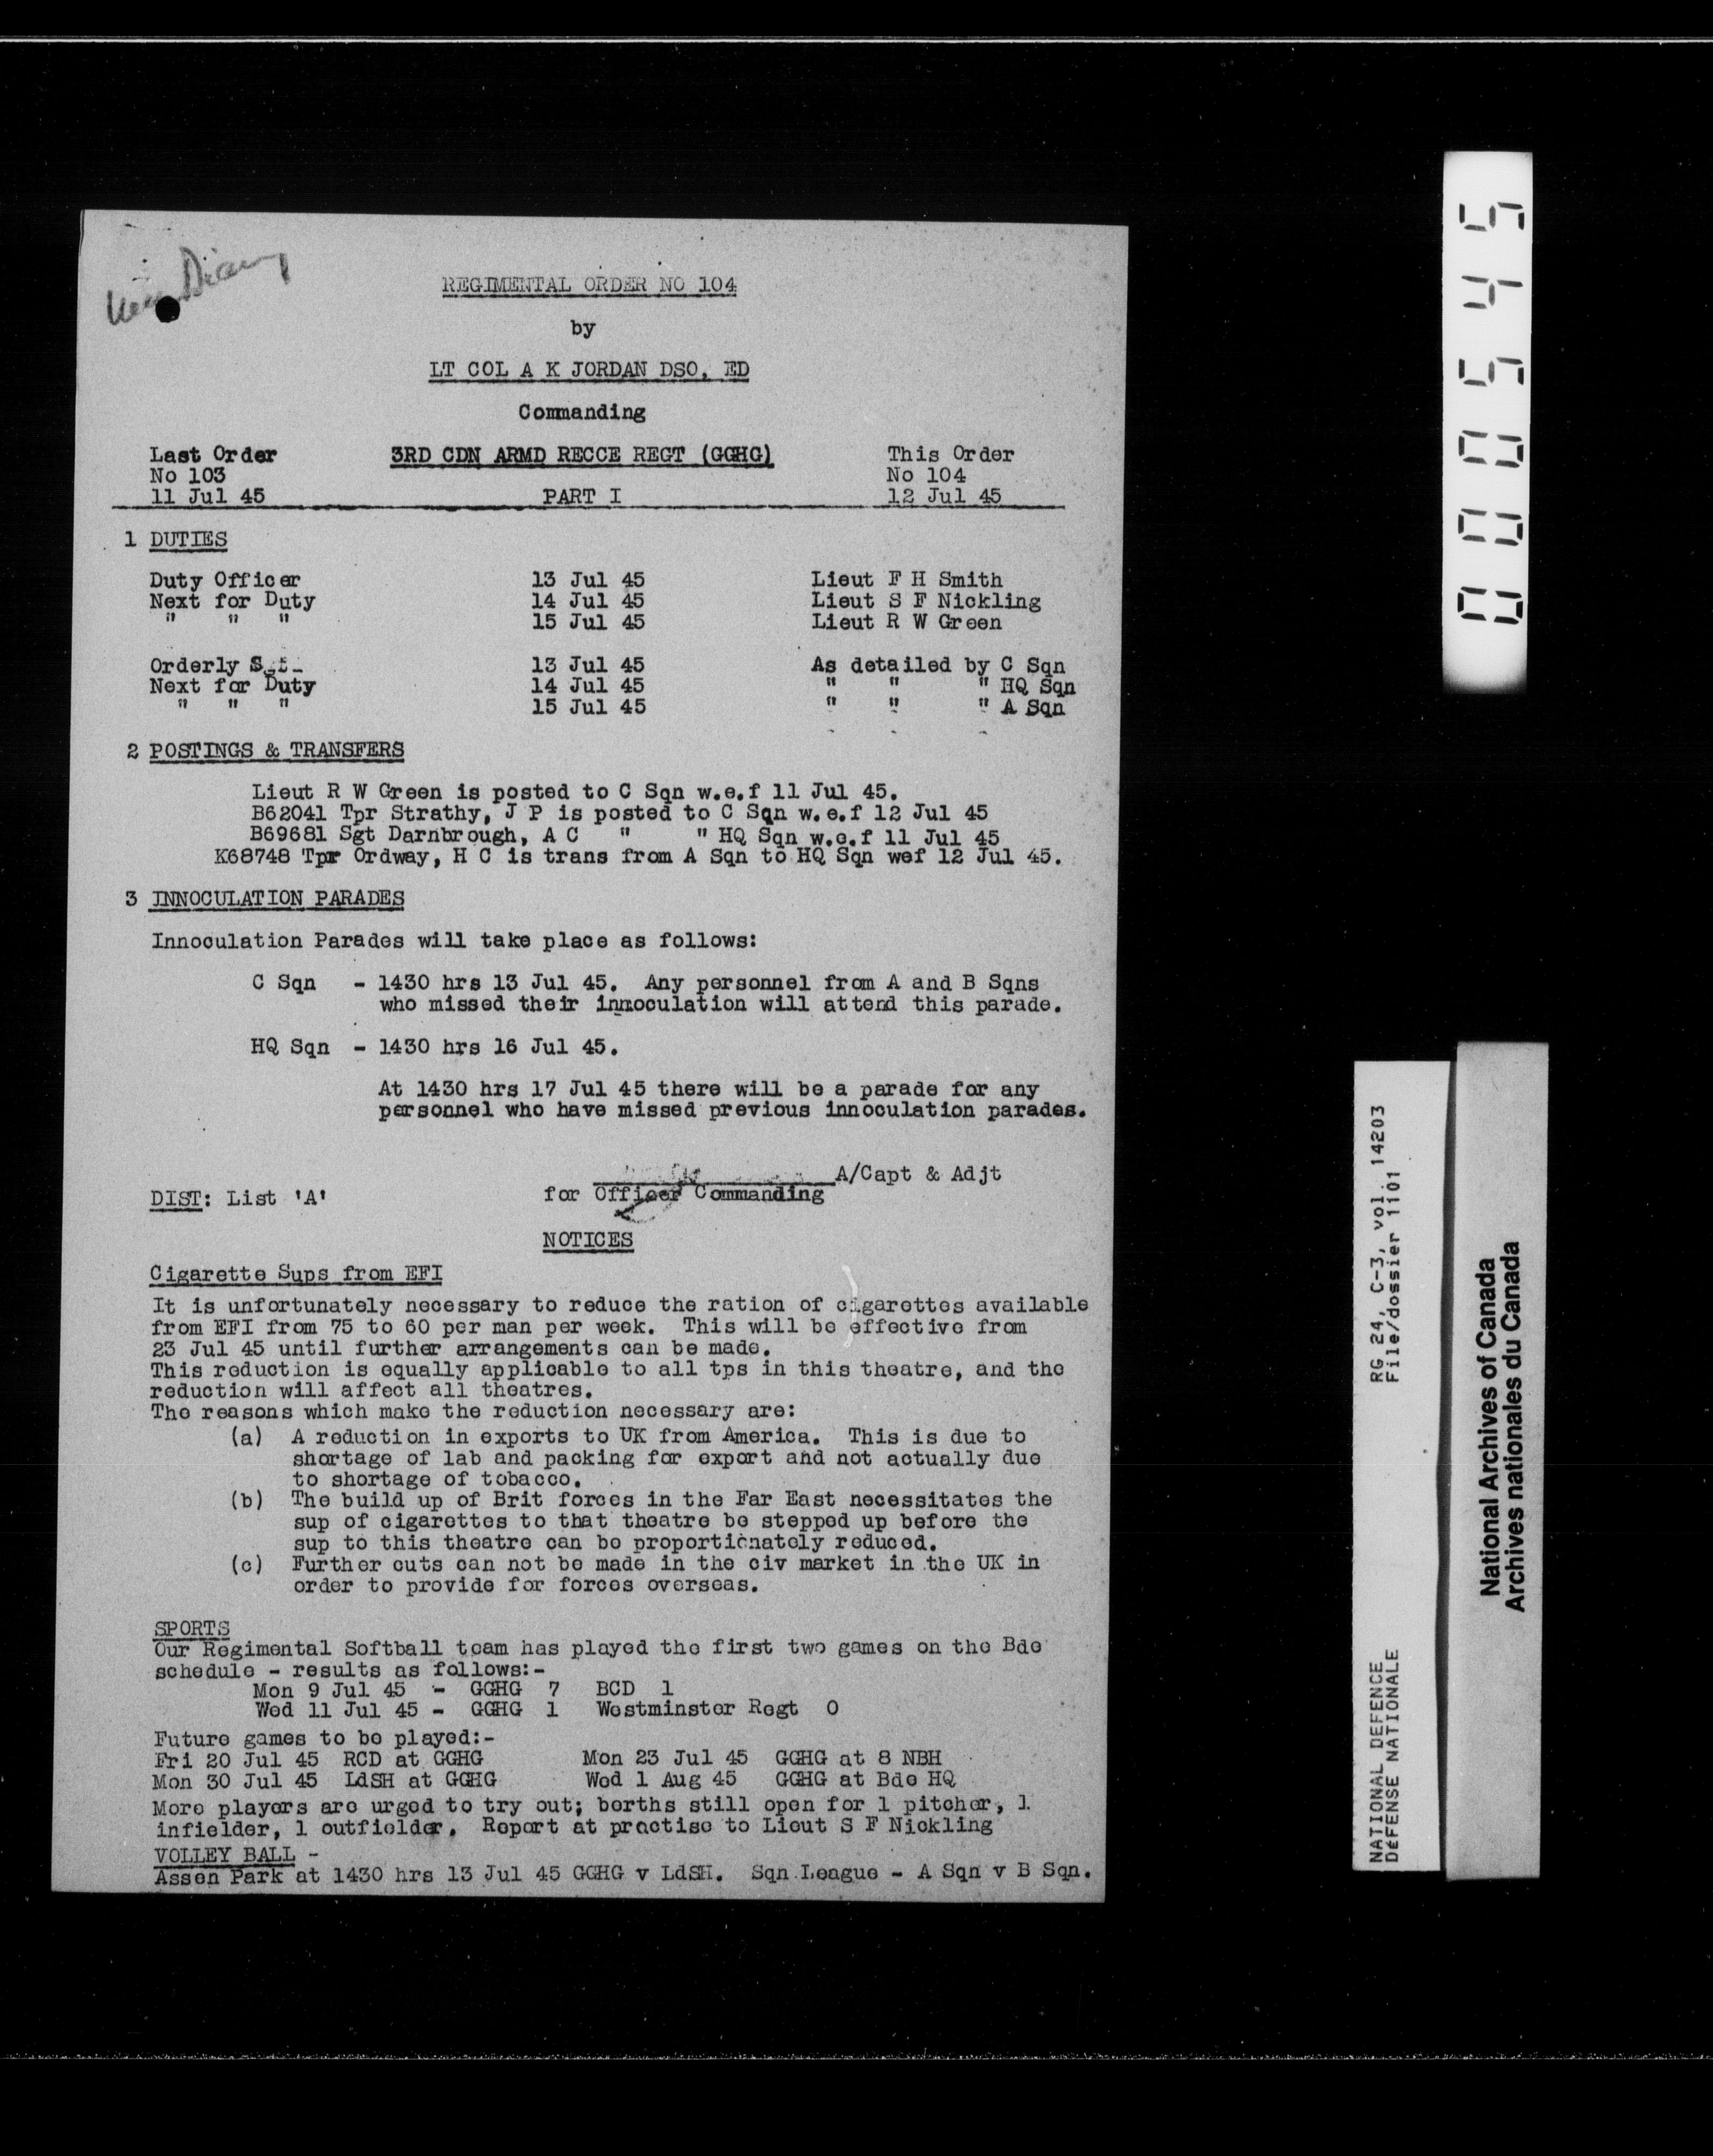 War Diary
REGIMENTAL ORDER NO 104
by
LT COL A K JORDAN DSO, ED
Commanding
Last Order 3RD CDN ARMD RECCE REGT (GGHG) This Order
No 103 No 104
11 Jul 45 PART I 12 Jul 45
1 DUTIES
Duty Officer 13 Jul 45 Lieut F H Smith
Next for Duty 14 Jul 45 Lieut S F Nickling
" " " 15 Jul 45 Lieut R W Green
Orderly Sgt 13 Jul 45 As detailed by C Sqn
Next for Duty 14 Jul 45 " " " HQ Sqn
" " " 15 Jul 45 " " " A Sqn
2 POSTINGS & TRANSFERS
Lieut R W Green is posted to C Sqn w.e.f 11 Jul 45.
B62041 Tpr Strathy, J P is posted to C Sqn w.e.f 12 Jul 45
B69681 Sgt Darnbrough, A C " " HQ Sqn w.e.f 11 Jul 45
K68748 Tpr Ordway, H C is trans from A Sqn to HQ Sqn wef 12 Jul 45.
3 INNOCULATION PARADES
Innoculation Parades will take place as follows:
C Sqn - 1430 hrs 13 Jul 45. Any personnel from A and B Sqns
who missed their innoculation will attend this parade.
HQ Sqn - 1430 hrs 16 Jul 45.
At 1430 hrs 17 Jul 45 there will be a parade for any
personnel who have missed previous innoculation parades.
A/Capt & Adjt
DIST: List 'A' for Officer Commanding
NOTICES
Cigarette Sups from EFI
It is unfortunately necessary to reduce the ration of cigarettes available
from EFI from 75 to 60 per man per week. This will be effective from
23 Jul 45 until further arrangements can be made.
This reduction is equally applicable to all tps in this theatre, and the
reduction will affect all theatres.
The reasons which make the reduction necessary are:
(a) A reduction in exports to UK from America. This is due to
shortage of lab and packing for export and not actually due
to shortage of tobacco.
(b) The build up of Brit forces in the Far East necessitates the
sup of cigarettes to that theatre be stepped up before the
sup to this theatre can be proportionately reduced.
(c) Further cuts can not be made in the civ market in the UK in
order to provide for forces overseas.
SPORTS
Our Regimental Softball team has played the first two games on the Bde
schedule - results as follows:-
Mon 9 Jul 45 - GGHG 7 BCD 1
Wed 11 Jul 45 - GGHG 1 Westminster Regt 0
Future games to be played:-
Fri 20 Jul 45 RCD at GGHG Mon 23 Jul 45 GGHG at 8 NBH
Mon 30 Jul 45 LdSH at GGHG Wed 1 Aug 45 GGHG at Bde HQ
More players are urged to try out; berths still open for 1 pitcher, 1
infielder, 1 outfielder. Report at practise to Lieut S F Nickling
VOLLEY BALL -
Assen Park at 1430 hrs 13 Jul 45 GGHG v LdSH. Sqn League - A Sqn v B Sqn.
000545
NATIONAL DEFENCE RG 24, C-3, vol. 14203
DéFENSE NATIONALE File/dossier 1101
National Archives of Canada
Archives nationales du Canada